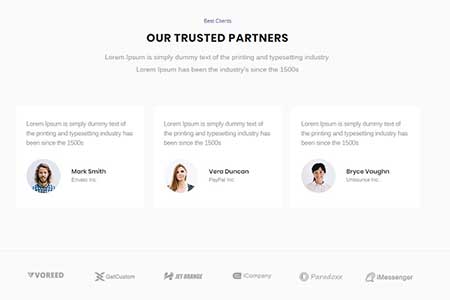 Best Clients
OUR TRUSTED PARTNERS
Lorem Ipsum is simply dummy text of the printing and typesetting industry
Lorem Ipsum has been the industry's since the 1500s
Lorem Ipsum is simply dummy text of
the printing and typesetting industry has
been since the 1500s
Mark Smith
Envato Inc
Lorem Ipsum is simply dummy text of
the printing and typesetting industry has
been since the 1500s
Vera Duncan
PayPal Inc
Lorem Ipsum is simply dummy text of
the printing and typesetting industry has
been since the 1500s
Bryce Vaughn
Unisource Inc
VOREED
GetCustom
JET ORANGE
iCompany
Paradoxx
iMessenger